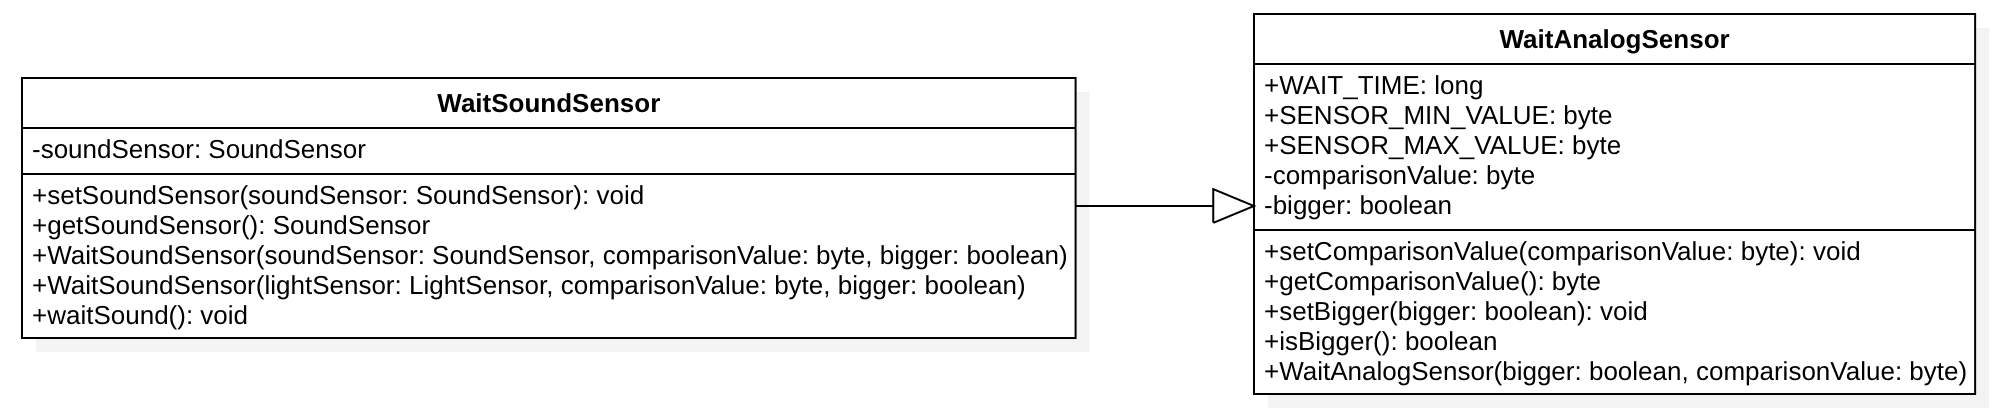 WaitSoundSensor
-soundSensor: SoundSensor
+setSoundSensor(soundSensor: SoundSensor): void
+getSoundSensor(): SoundSensor
+WaitSoundSensor(soundSensor: SoundSensor, comparisonValue: byte, bigger: boolean)
+WaitSoundSensor(lightSensor: LightSensor, comparisonValue: byte, bigger: boolean)
+waitSound(): void
WaitAnalogSensor
+WAIT_TIME: long
+SENSOR_MIN_VALUE: byte
+SENSOR_MAX_VALUE: byte
-comparisonValue: byte
-bigger: boolean
+setComparisonValue(comparisonValue: byte): void
+getComparisonValue(): byte
+setBigger(bigger: boolean): void
+isBigger(): boolean
+WaitAnalogSensor(bigger: boolean, comparisonValue: byte)